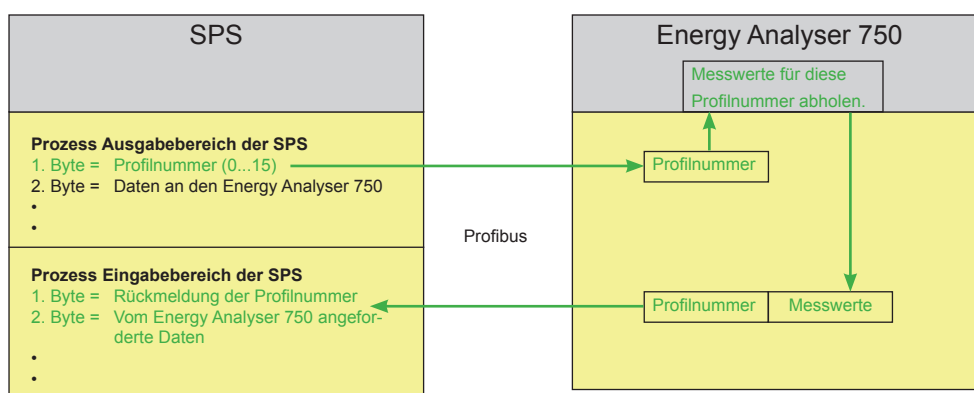 SPS
Prozess Ausgabebereich der SPS
1. Byte = Profilnummer (0...15)
2. Byte = Daten an den Energy Analyser 750
•
•
Prozess Eingabebereich der SPS
1. Byte = Rückmeldung der Profilnummer
2. Byte = Vom Energy Analyser 750 angefor-
derte Daten
•
•
Profibus
Energy Analyser 750
Messwerte für diese
Profilnummer abholen.
Profilnummer
Profilnummer Messwerte